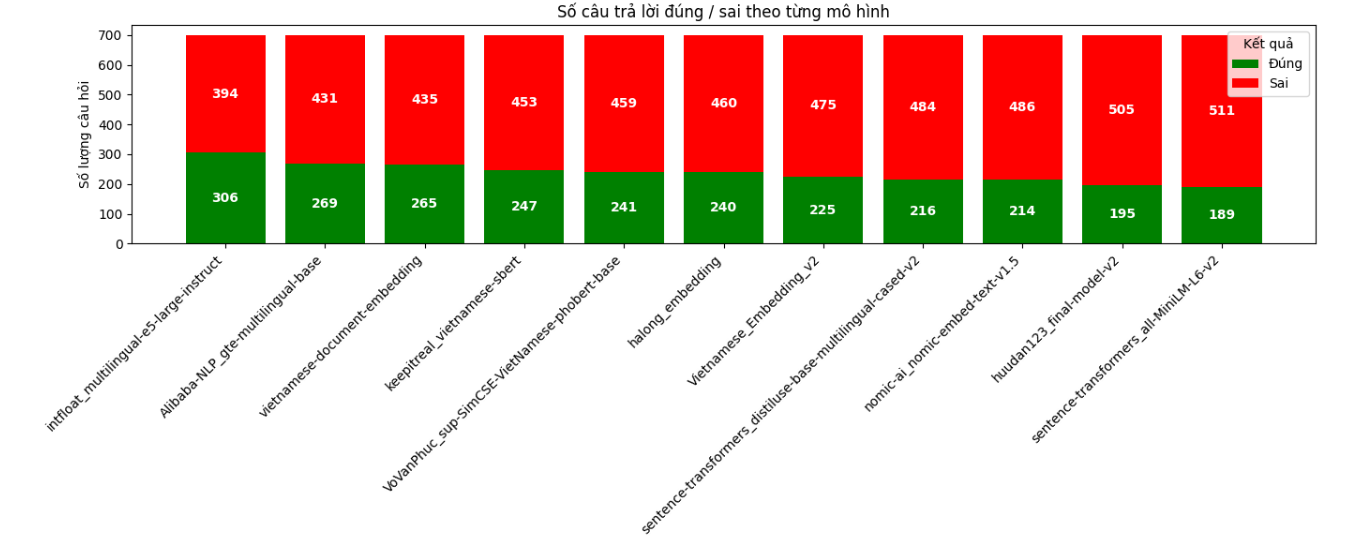 Số câu trả lời đúng / sai theo từng mô hình
Số lượng câu hỏi
700
600
500
400
300
200
100
0
394 431 435 453 459 460 475 484 486 505 511
306 269 265 247 241 240 225 216 214 195 189
Kết quả
Đúng
Sai
intfloat_multilingual-e5-large-instruct
Alibaba-NLP_gte-multilingual-base
vietnamese-document-embedding
keepitreal_vietnamese-sbert
VoVanPhuc_sup-SimCSE-VietNamese-phobert-base
halong_embedding
Vietnamese_Embedding_v2
sentence-transformers_distiluse-base-multilingual-cased-v2
nomic-ai_nomic-embed-text-v1.5
huudan123_final-model-v2
sentence-transformers_all-MiniLM-L6-v2